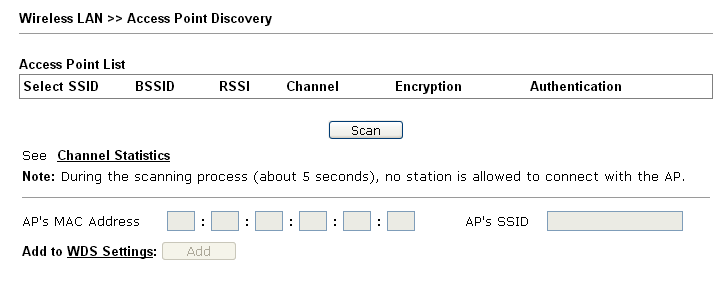 Wireless LAN >> Access Point Discovery
Access Point List
Select SSID BSSID RSSI Channel Encryption Authentication
Scan
See Channel Statistics
Note: During the scanning process (about 5 seconds), no station is allowed to connect with the AP.
AP's MAC Address : : : : : AP's SSID
Add to WDS Settings: Add